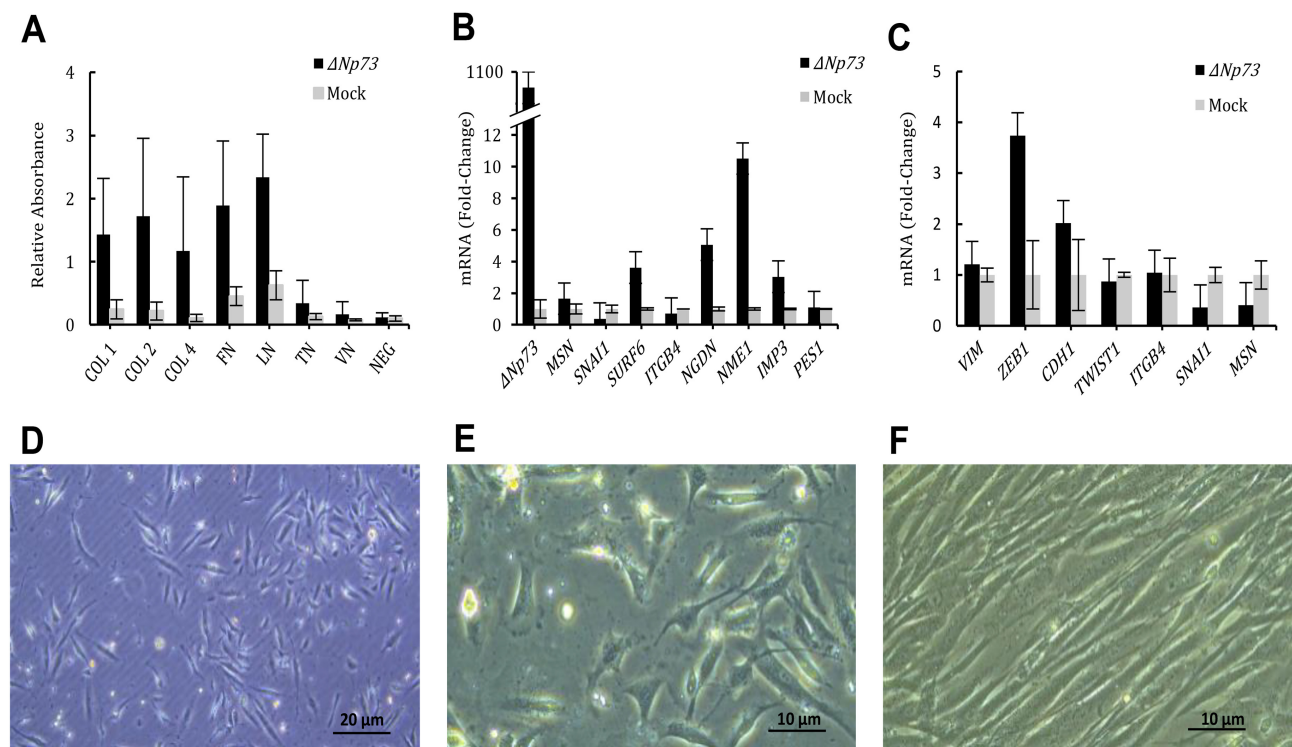 A
ΔNp73
Mock
Relative Absorbance
4
3
2
1
0
COL 1
COL 2
COL 4
FN
LN
TN
VN
NEG
B
ΔNp73
Mock
mRNA (Fold-Change)
1100
12
10
8
6
4
2
0
ΔNp73
MSN
SNAI1
SURF6
ITGB4
NGDN
NME1
IMP3
PES1
C
ΔNp73
Mock
mRNA (Fold-Change)
5
4
3
2
1
0
VIM
ZEB1
CDH1
TWIST1
ITGB4
SNAI1
MSN
D
20 µm
E
10 µm
F
10 µm